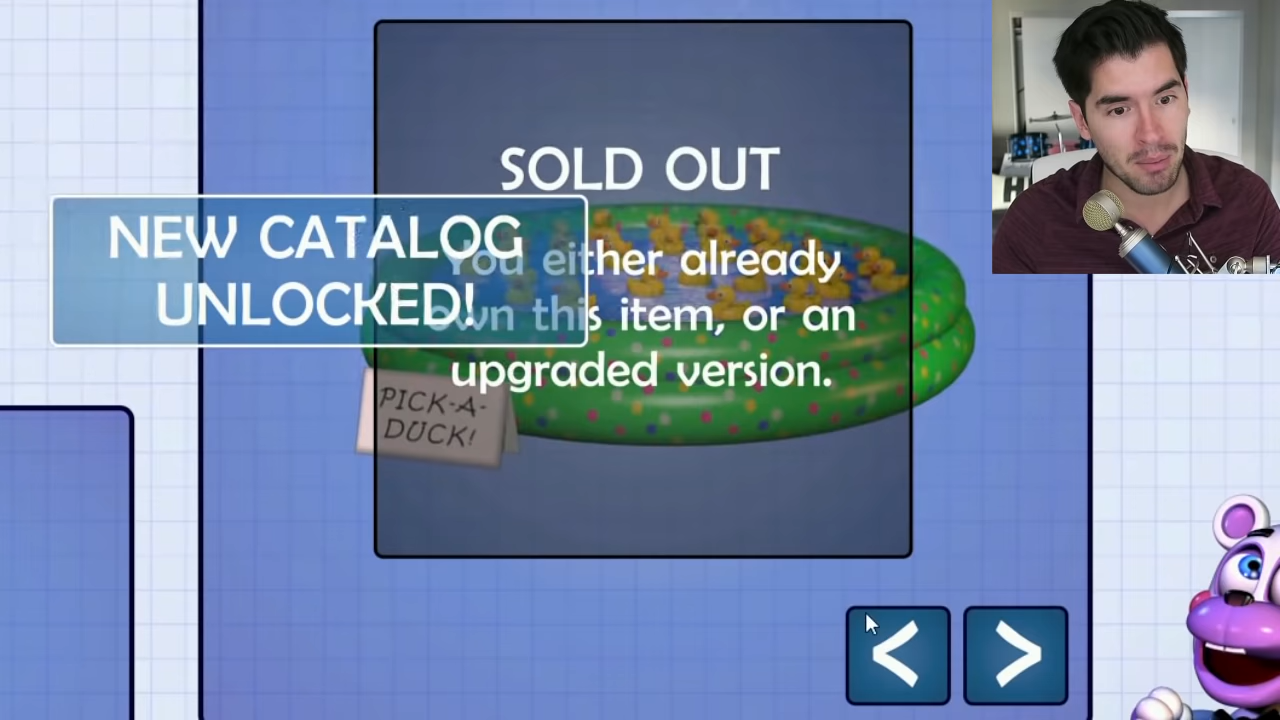 SOLD OUT
NEW CATALOG
UNLOCKED!
You either already
own this item, or an
upgraded version.
PICK-A-
DUCK!
< >